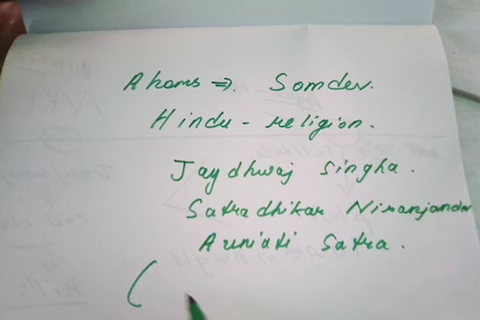 Ahoms ⇒ Somdev.
Hindu - religion.
Jaydhwaj Singha.
Satradhikar Niranjandev
Auniati Satra.
(